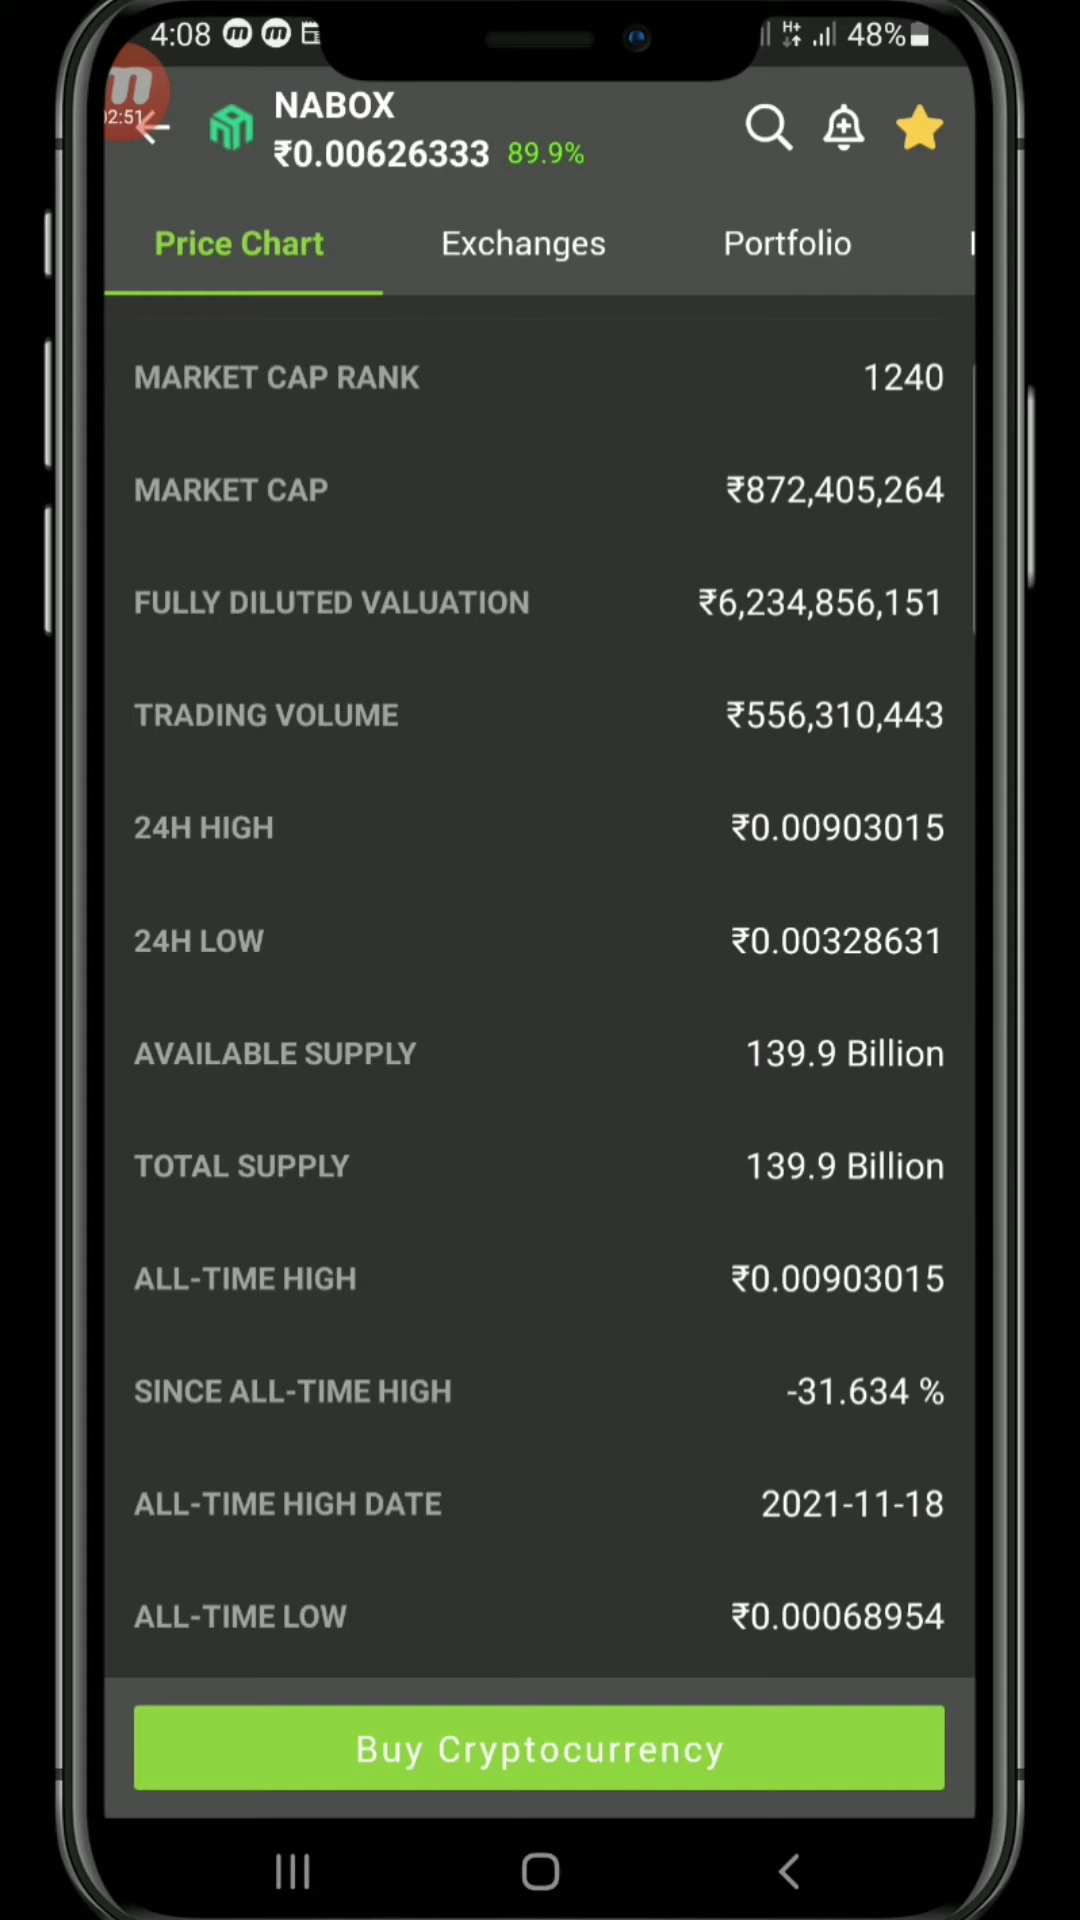 4:08 48%
02:51
NABOX
₹0.00626333 89.9%
Price Chart Exchanges Portfolio
MARKET CAP RANK 1240
MARKET CAP ₹872,405,264
FULLY DILUTED VALUATION ₹6,234,856,151
TRADING VOLUME ₹556,310,443
24H HIGH ₹0.00903015
24H LOW ₹0.00328631
AVAILABLE SUPPLY 139.9 Billion
TOTAL SUPPLY 139.9 Billion
ALL-TIME HIGH ₹0.00903015
SINCE ALL-TIME HIGH -31.634 %
ALL-TIME HIGH DATE 2021-11-18
ALL-TIME LOW ₹0.00068954
Buy Cryptocurrency